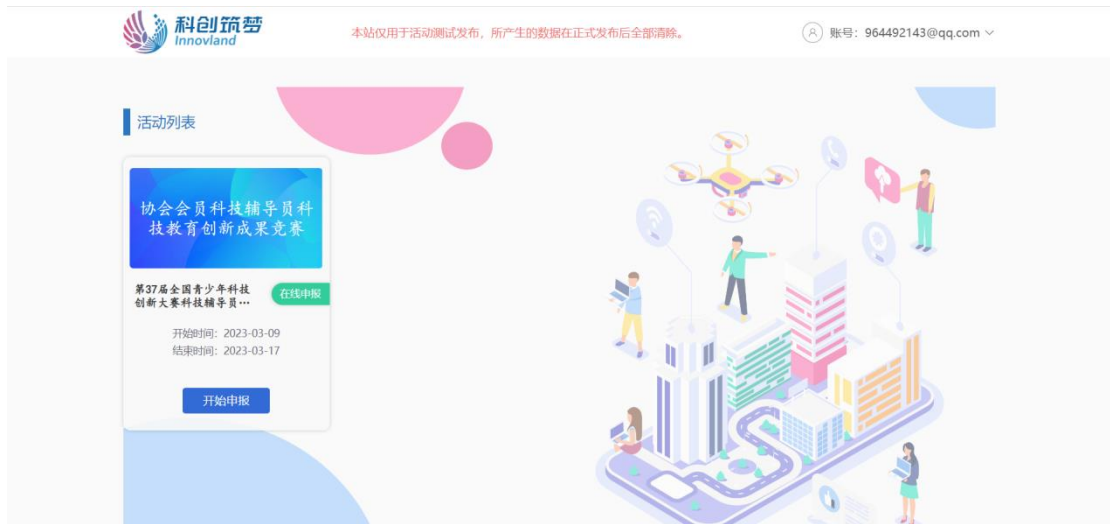 科创筑梦
Innovland
本站仅用于活动测试发布，所产生的数据在正式发布后全部清除。
账号：964492143@qq.com
活动列表
协会会员科技辅导员科
技教育创新成果竞赛
第37届全国青少年科技
创新大赛科技辅导员…
在线申报
开始时间：2023-03-09
结束时间：2023-03-17
开始申报